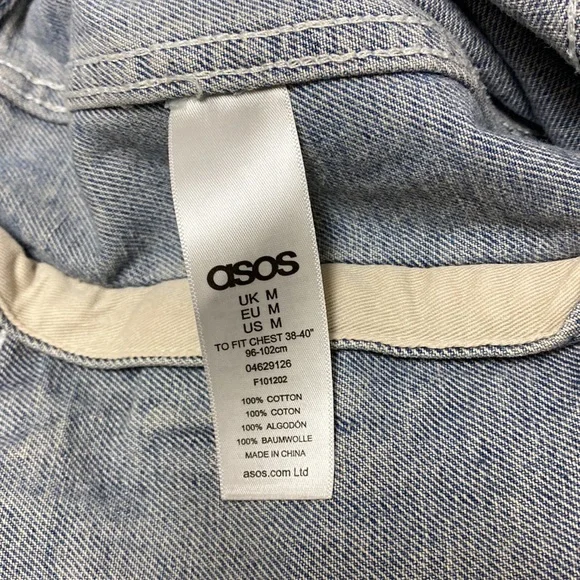 asos
UK M
EU M
US M
TO FIT CHEST 38-40"
96-102cm
04629126
F101202
100% COTTON
100% COTON
100% ALGODÓN
100% BAUMWOLLE
MADE IN CHINA
asos.com Ltd